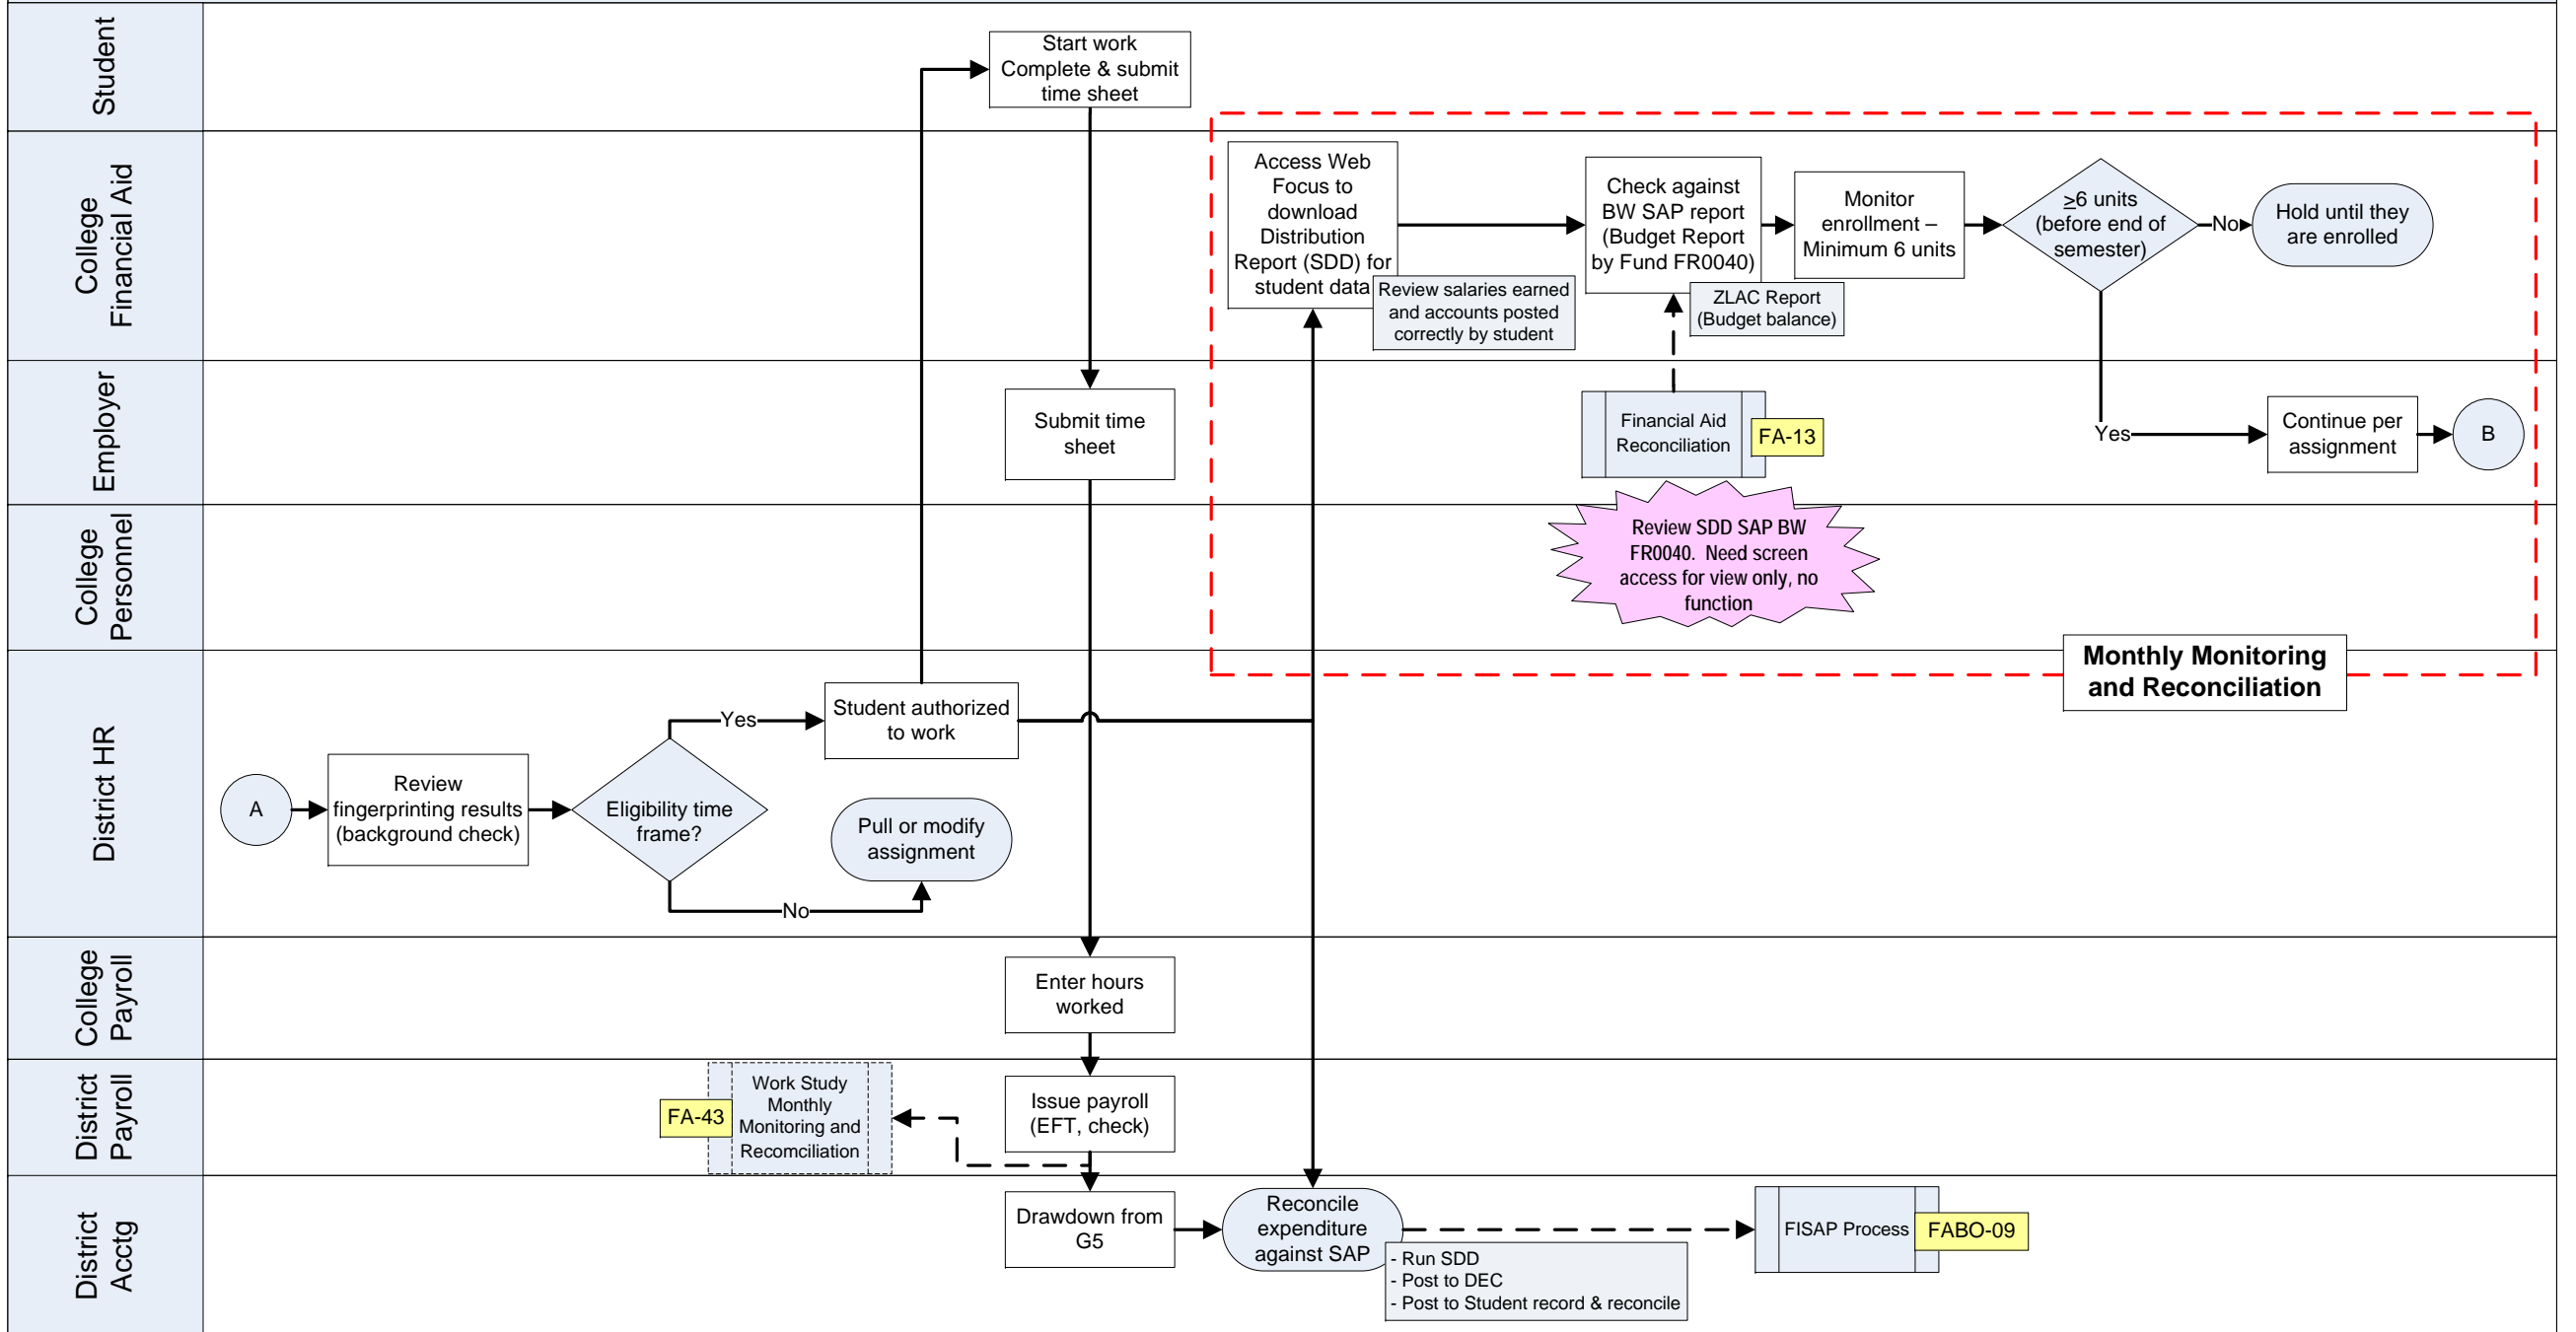 Student
Start work
Complete & submit
time sheet
College
Financial Aid
Access Web
Focus to
download
Distribution
Report (SDD) for
student data
Review salaries earned
and accounts posted
correctly by student
Check against
BW SAP report
(Budget Report
by Fund FR0040)
ZLAC Report
(Budget balance)
Monitor
enrollment –
Minimum 6 units
≥6 units
(before end of
semester)
No
Hold until they
are enrolled
Employer
Submit time
sheet
Financial Aid
Reconciliation
FA-13
Yes
Continue per
assignment
B
College
Personnel
Review SDD SAP BW
FR0040. Need screen
access for view only, no
function
Monthly Monitoring
and Reconciliation
District HR
A
Review
fingerprinting results
(background check)
Eligibility time
frame?
Yes
Student authorized
to work
No
Pull or modify
assignment
College
Payroll
Enter hours
worked
District
Payroll
FA-43
Work Study
Monthly
Monitoring and
Recomciliation
Issue payroll
(EFT, check)
District
Acctg
Drawdown from
G5
Reconcile
expenditure
against SAP
- Run SDD
- Post to DEC
- Post to Student record & reconcile
FISAP Process
FABO-09